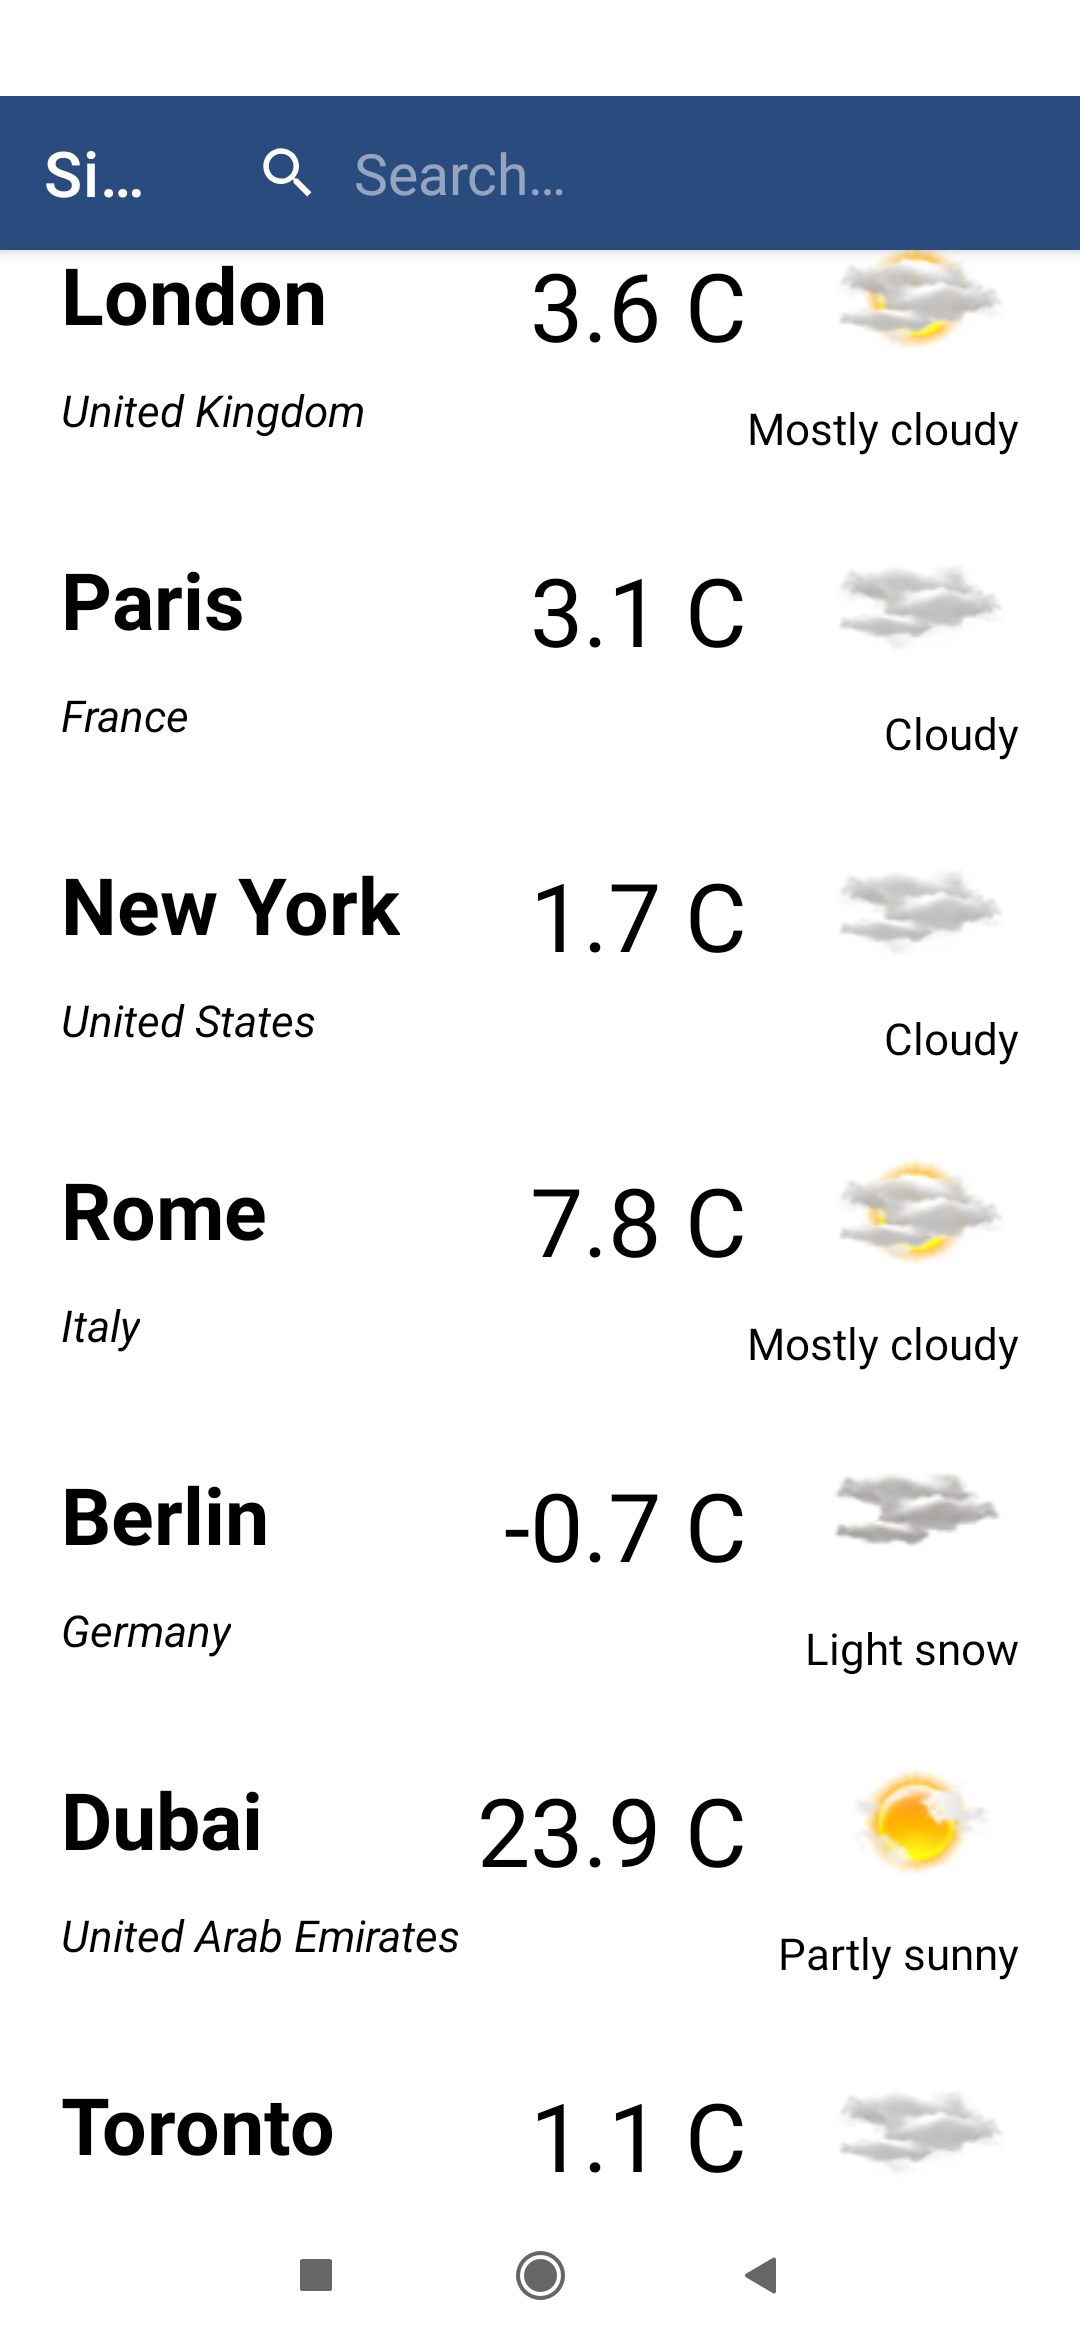 Si... Search...
London 3.6 C
United Kingdom Mostly cloudy
Paris 3.1 C
France Cloudy
New York 1.7 C
United States Cloudy
Rome 7.8 C
Italy Mostly cloudy
Berlin -0.7 C
Germany Light snow
Dubai 23.9 C
United Arab Emirates Partly sunny
Toronto 1.1 C